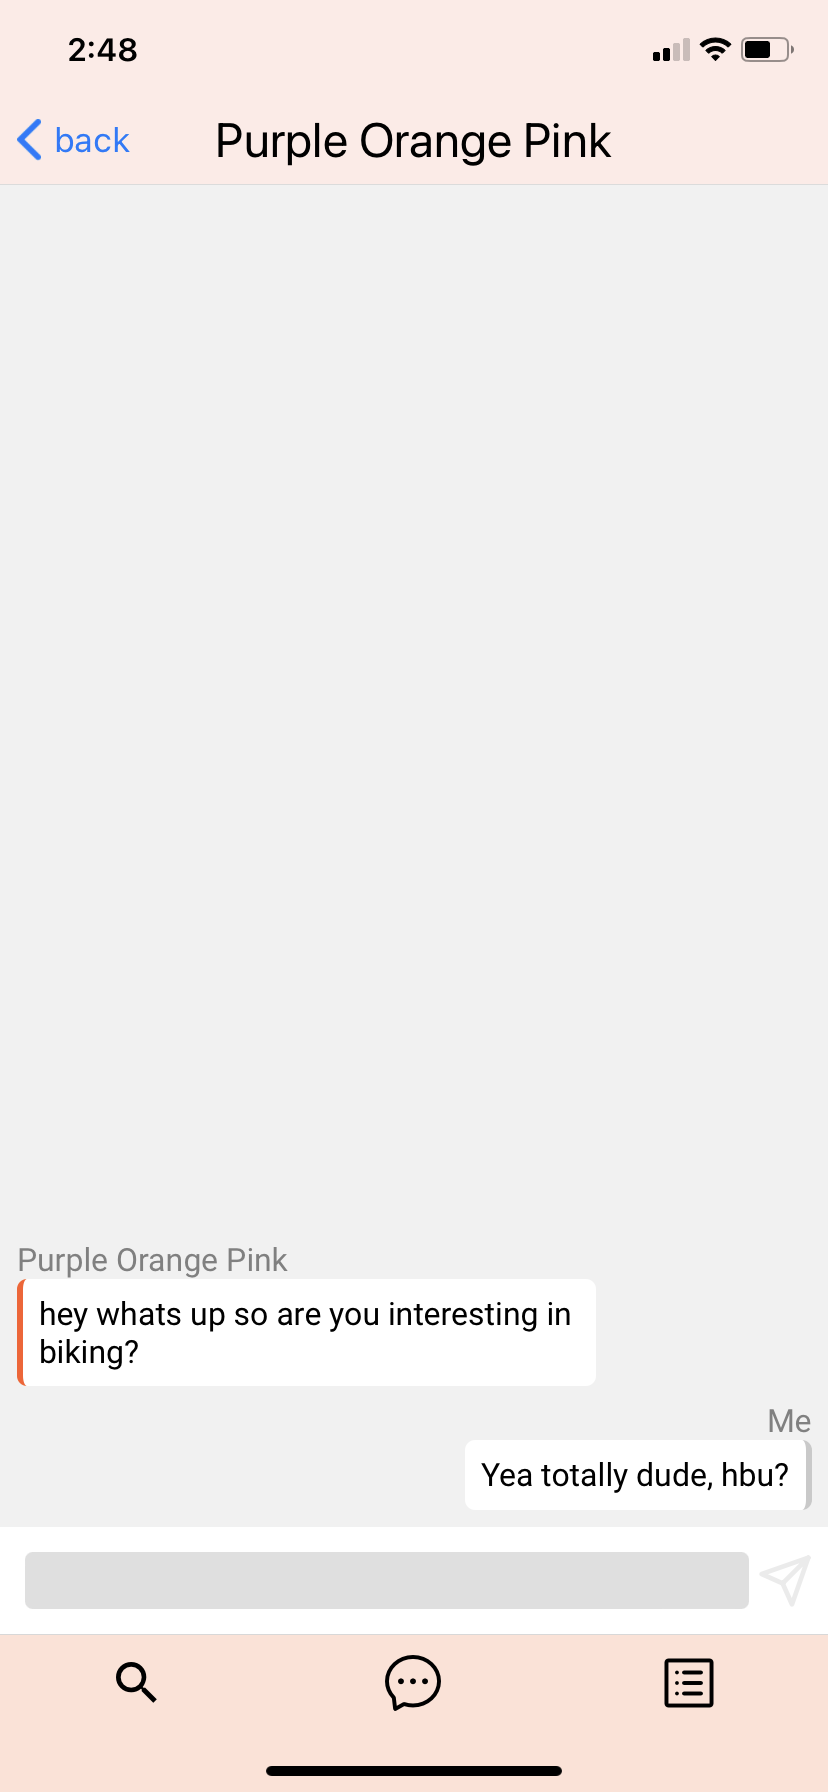 2:48
back
Purple Orange Pink
Purple Orange Pink
hey whats up so are you interesting in
biking?
Me
Yea totally dude, hbu?